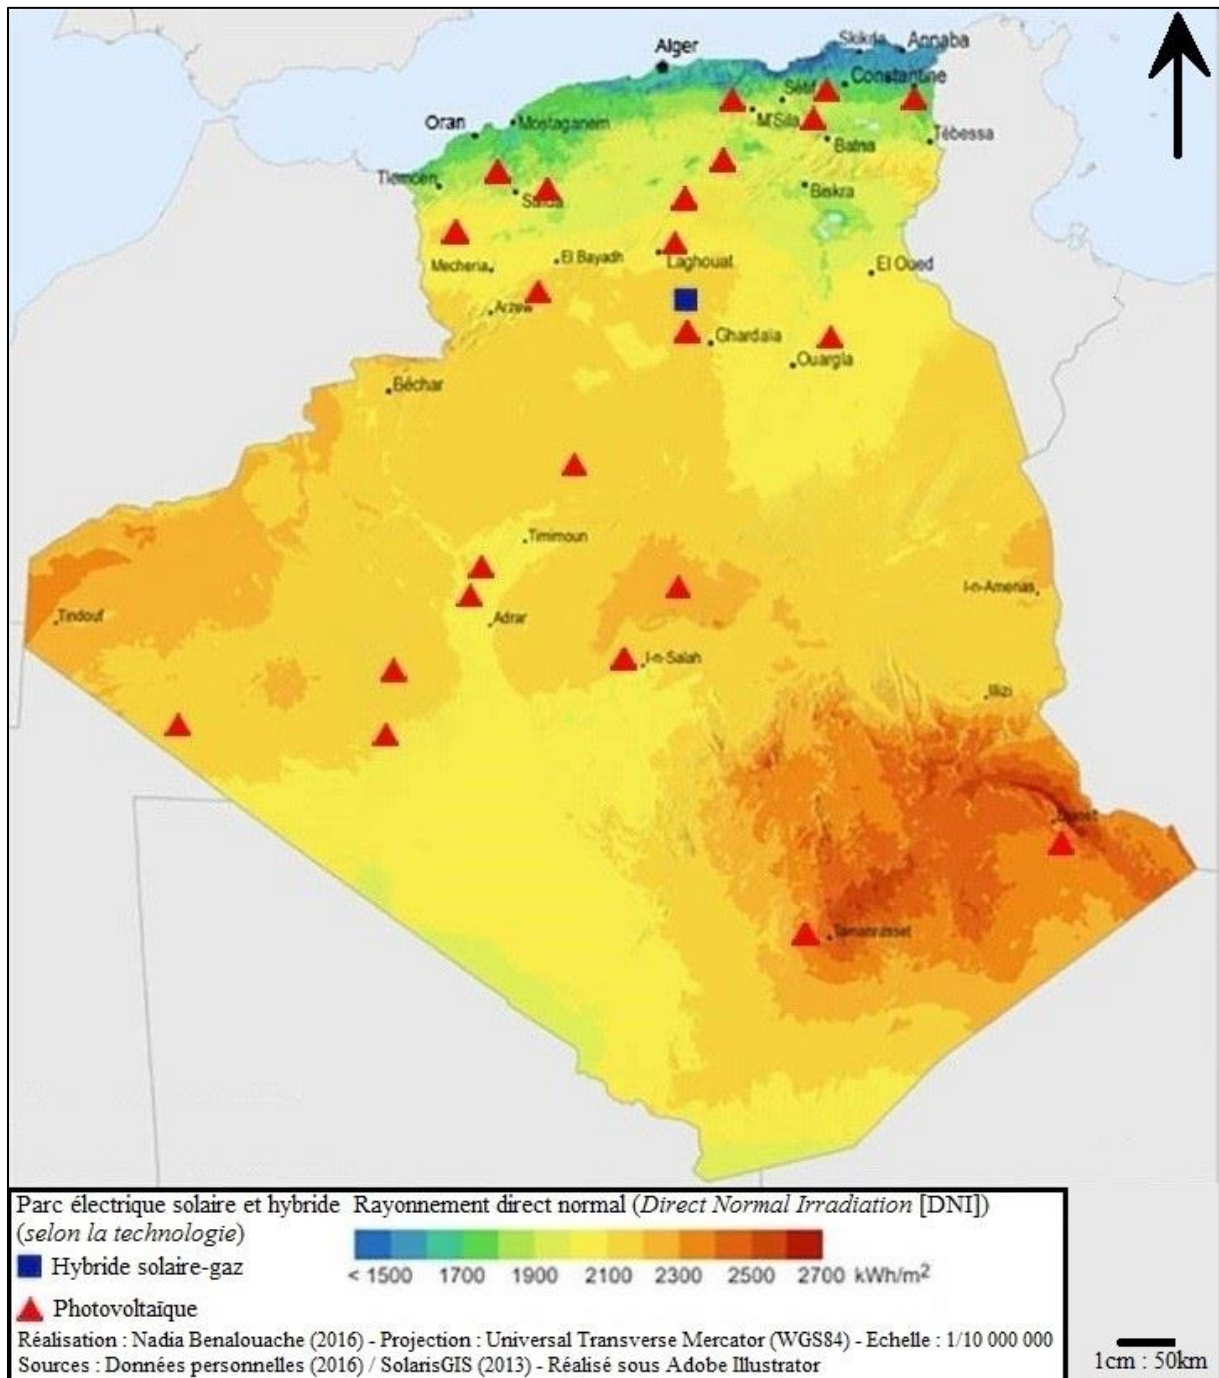 Alger
Skikda
Annaba
Sétif
Constantine
M'Sila
Oran
Mostaganem
Batna
Tébessa
Tlemcen
Saida
Biskra
Mecheria
El Bayadh
Laghouat
El Oued
Arzew
Ghardaia
Ouargla
Béchar
Timimoun
I-n-Amenas
Tindouf
Adrar
I-n-Salah
Illizi
Djanet
Tamanrasset
Parc électrique solaire et hybride
(selon la technologie)
Hybride solaire-gaz
Photovoltaïque
Rayonnement direct normal (Direct Normal Irradiation [DNI])
< 1500 1700 1900 2100 2300 2500 2700 kWh/m²
Réalisation : Nadia Benalouache (2016) - Projection : Universal Transverse Mercator (WGS84) - Echelle : 1/10 000 000
Sources : Données personnelles (2016) / SolarisGIS (2013) - Réalisé sous Adobe Illustrator
1cm : 50km